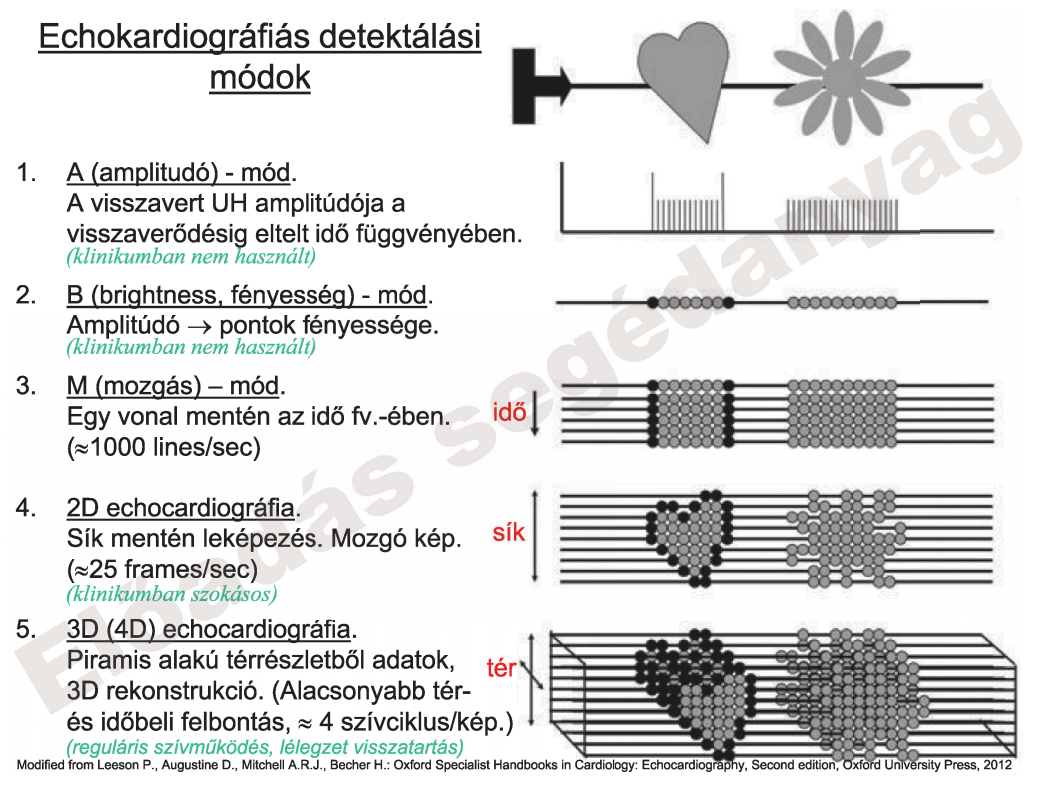 Echokardiográfiás detektálási
módok
1. A (amplitudó) - mód.
A visszavert UH amplitúdója a
visszaverődésig eltelt idő függvényében.
(klinikumban nem használt)
2. B (brightness, fényesség) - mód.
Amplitúdó → pontok fényessége.
(klinikumban nem használt)
3. M (mozgás) – mód.
Egy vonal mentén az idő fv.-ében.
(≈1000 lines/sec)
idő
4. 2D echocardiográfia.
Sík mentén leképezés. Mozgó kép.
(≈25 frames/sec)
(klinikumban szokásos)
sík
5. 3D (4D) echocardiográfia.
Piramis alakú térrészletből adatok,
3D rekonstrukció. (Alacsonyabb tér-
és időbeli felbontás, ≈ 4 szívciklus/kép.)
(reguláris szívműködés, lélegzet visszatartás)
tér
Modified from Leeson P., Augustine D., Mitchell A.R.J., Becher H.: Oxford Specialist Handbooks in Cardiology: Echocardiography, Second edition, Oxford University Press, 2012
Előadás segédanyag